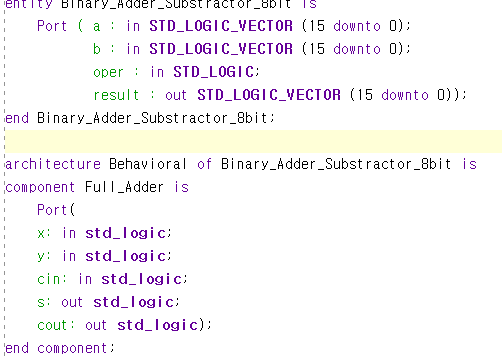 entity Binary_Adder_Substractor_8bit is
Port ( a : in STD_LOGIC_VECTOR (15 downto 0);
b : in STD_LOGIC_VECTOR (15 downto 0);
oper : in STD_LOGIC;
result : out STD_LOGIC_VECTOR (15 downto 0));
end Binary_Adder_Substractor_8bit;
architecture Behavioral of Binary_Adder_Substractor_8bit is
component Full_Adder is
Port(
x: in std_logic;
y: in std_logic;
cin: in std_logic;
s: out std_logic;
cout: out std_logic);
end component;